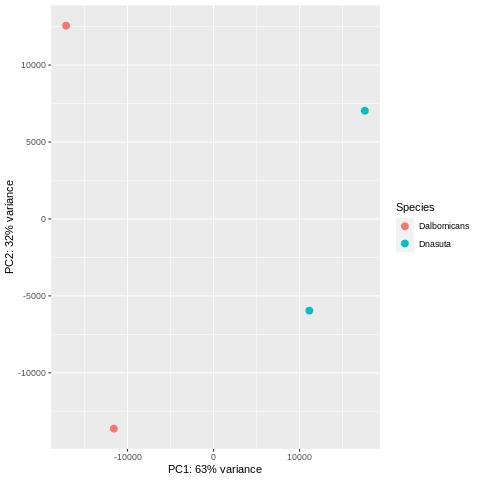 10000
5000
0
-5000
-10000
PC2: 32% variance
-10000
0
10000
PC1: 63% variance
Species
Dalbomicans
Dnasuta